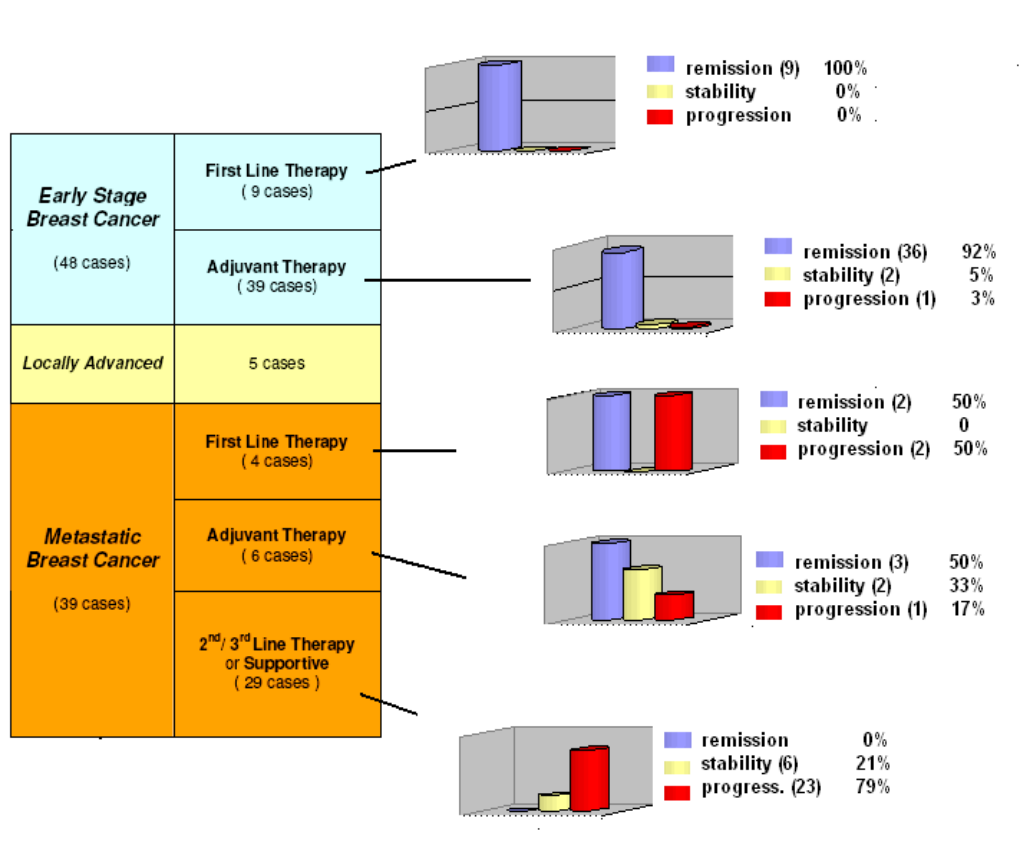 remission (9) 100%
stability 0%
progression 0%
Early Stage
Breast Cancer
(48 cases)
First Line Therapy
( 9 cases)
Adjuvant Therapy
( 39 cases)
remission (36) 92%
stability (2) 5%
progression (1) 3%
Locally Advanced
5 cases
remission (2) 50%
stability 0
progression (2) 50%
Metastatic
Breast Cancer
(39 cases)
First Line Therapy
( 4 cases)
Adjuvant Therapy
( 6 cases)
remission (3) 50%
stability (2) 33%
progression (1) 17%
2nd/ 3rd Line Therapy
or Supportive
( 29 cases )
remission 0%
stability (6) 21%
progress. (23) 79%